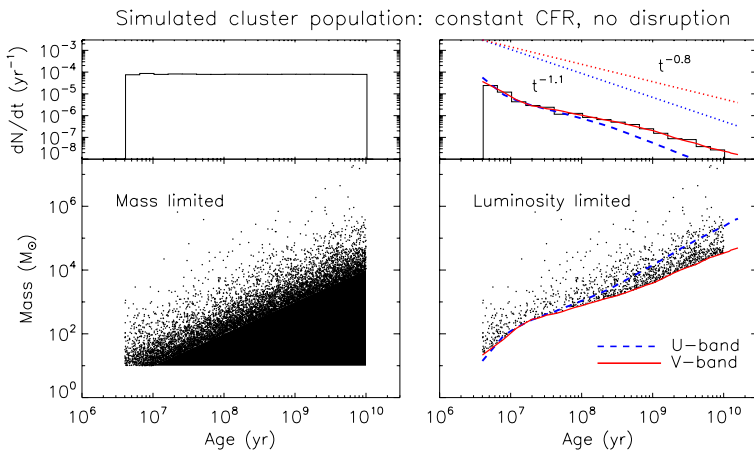 Simulated cluster population: constant CFR, no disruption
dN/dt (yr⁻¹)
10⁻³
10⁻⁴
10⁻⁵
10⁻⁶
10⁻⁷
10⁻⁸
t⁻¹·¹
t⁻⁰·⁸
Mass limited
Luminosity limited
Mass (M☉)
10⁶
10⁴
10²
10⁰
U-band
V-band
10⁶ 10⁷ 10⁸ 10⁹ 10¹⁰
10⁶ 10⁷ 10⁸ 10⁹ 10¹⁰
Age (yr)
Age (yr)